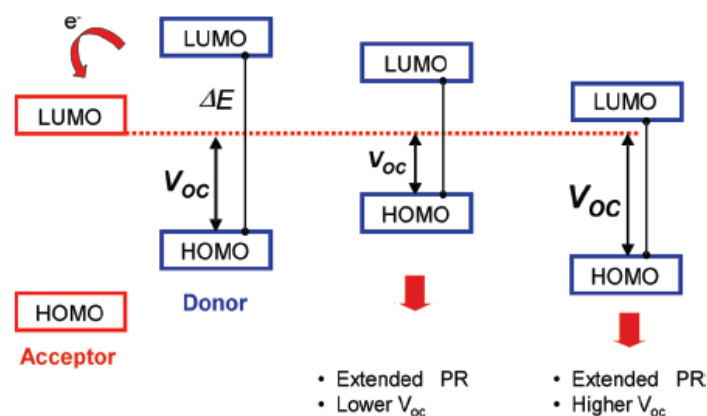 e-
LUMO
LUMO
LUMO
LUMO
ΔE
Voc
Voc
Voc
HOMO
HOMO
HOMO
HOMO
Donor
Acceptor
• Extended PR
• Lower Voc
• Extended PR
• Higher Voc